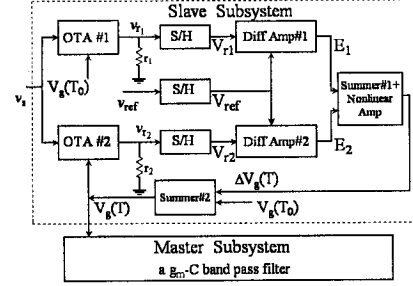 Slave Subsystem
OTA #1
v_r1
S/H
V_r1
Diff Amp#1
E_1
r_1
V_g(T_0)
v_s
v_ref
S/H
V_ref
Summer#1+
Nonlinear
Amp
OTA #2
v_r2
S/H
V_r2
Diff Amp#2
E_2
r_2
ΔV_g(T)
Summer#2
V_g(T)
V_g(T_0)
Master Subsystem
a g_m-C band pass filter